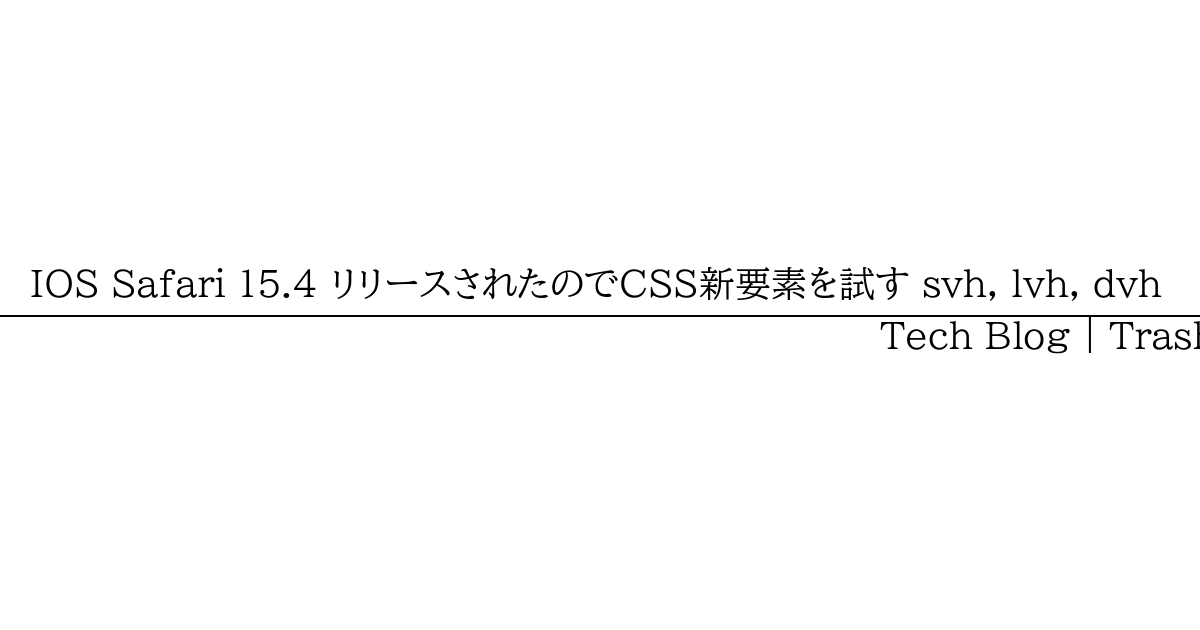 IOS Safari 15.4 リリースされたのでCSS新要素を試す svh, lvh, dvh
Tech Blog | Trash